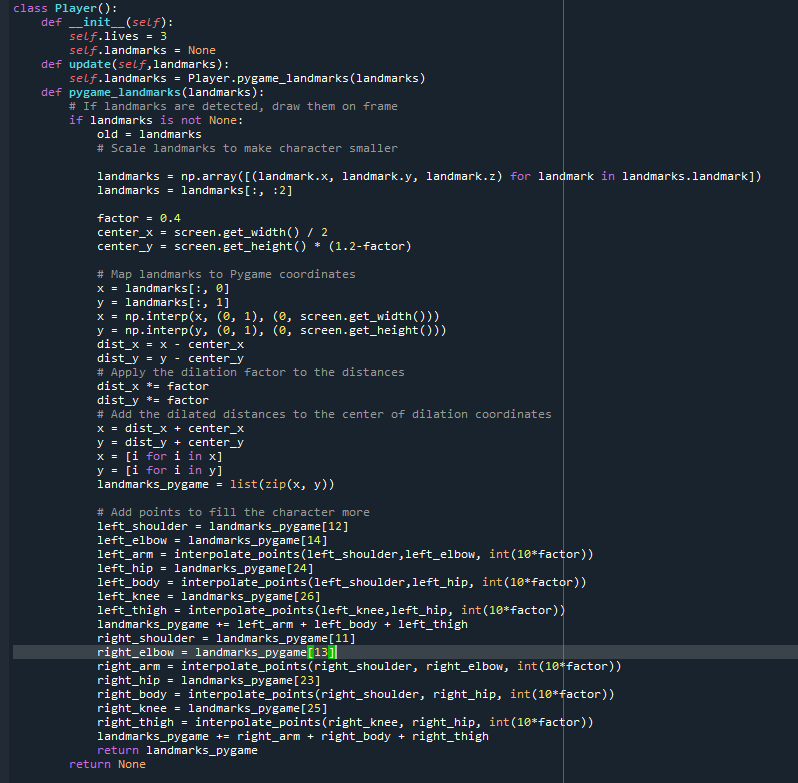 class Player():
    def __init__(self):
        self.lives = 3
        self.landmarks = None
    def update(self,landmarks):
        self.landmarks = Player.pygame_landmarks(landmarks)
    def pygame_landmarks(landmarks):
        # If landmarks are detected, draw them on frame
        if landmarks is not None:
            old = landmarks
            # Scale landmarks to make character smaller

            landmarks = np.array([(landmark.x, landmark.y, landmark.z) for landmark in landmarks.landmark])
            landmarks = landmarks[:, :2]

            factor = 0.4
            center_x = screen.get_width() / 2
            center_y = screen.get_height() * (1.2-factor)

            # Map landmarks to Pygame coordinates
            x = landmarks[:, 0]
            y = landmarks[:, 1]
            x = np.interp(x, (0, 1), (0, screen.get_width()))
            y = np.interp(y, (0, 1), (0, screen.get_height()))
            dist_x = x - center_x
            dist_y = y - center_y
            # Apply the dilation factor to the distances
            dist_x *= factor
            dist_y *= factor
            # Add the dilated distances to the center of dilation coordinates
            x = dist_x + center_x
            y = dist_y + center_y
            x = [i for i in x]
            y = [i for i in y]
            landmarks_pygame = list(zip(x, y))

            # Add points to fill the character more
            left_shoulder = landmarks_pygame[12]
            left_elbow = landmarks_pygame[14]
            left_arm = interpolate_points(left_shoulder,left_elbow, int(10*factor))
            left_hip = landmarks_pygame[24]
            left_body = interpolate_points(left_shoulder,left_hip, int(10*factor))
            left_knee = landmarks_pygame[26]
            left_thigh = interpolate_points(left_knee,left_hip, int(10*factor))
            landmarks_pygame += left_arm + left_body + left_thigh
            right_shoulder = landmarks_pygame[11]
            right_elbow = landmarks_pygame[13]
            right_arm = interpolate_points(right_shoulder, right_elbow, int(10*factor))
            right_hip = landmarks_pygame[23]
            right_body = interpolate_points(right_shoulder, right_hip, int(10*factor))
            right_knee = landmarks_pygame[25]
            right_thigh = interpolate_points(right_knee, right_hip, int(10*factor))
            landmarks_pygame += right_arm + right_body + right_thigh
            return landmarks_pygame
        return None